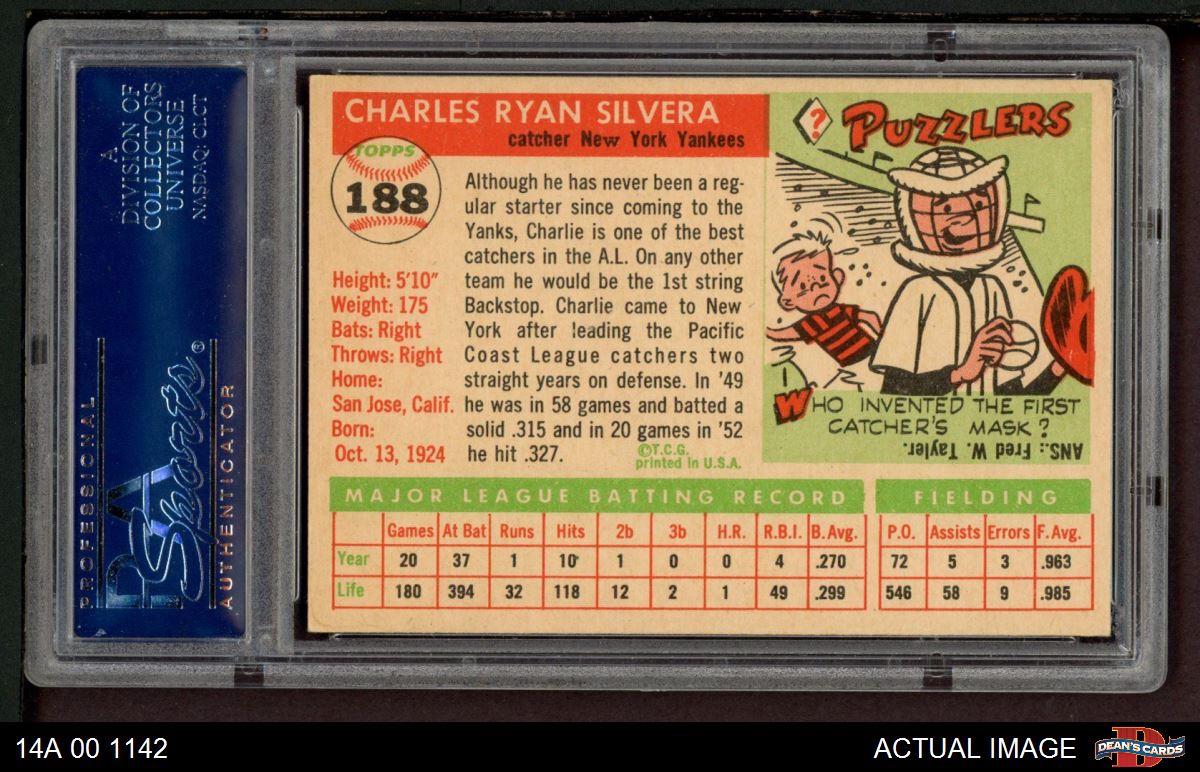 A
DIVISION OF
COLLECTORS
UNIVERSE
NASDAQ: CLCT
PROFESSIONAL
PSA
Sports®
AUTHENTICATOR
CHARLES RYAN SILVERA
catcher New York Yankees
TOPPS
188
Height: 5'10"
Weight: 175
Bats: Right
Throws: Right
Home:
San Jose, Calif.
Born:
Oct. 13, 1924
Although he has never been a reg-
ular starter since coming to the
Yanks, Charlie is one of the best
catchers in the A.L. On any other
team he would be the 1st string
Backstop. Charlie came to New
York after leading the Pacific
Coast League catchers two
straight years on defense. In '49
he was in 58 games and batted a
solid .315 and in 20 games in '52
he hit .327.
©T.C.G.
printed in U.S.A.
?
PUZZLERS
WHO INVENTED THE FIRST
CATCHER'S MASK?
ANS.: Fred W. Tayler.
MAJOR LEAGUE BATTING RECORD
FIELDING
Games At Bat Runs Hits 2b 3b H.R. R.B.I. B.Avg. P.O. Assists Errors F.Avg.
Year 20 37 1 10 1 0 0 4 .270 72 5 3 .963
Life 180 394 32 118 12 2 1 49 .299 546 58 9 .985
14A 00 1142
ACTUAL IMAGE
D
DEAN'S CARDS